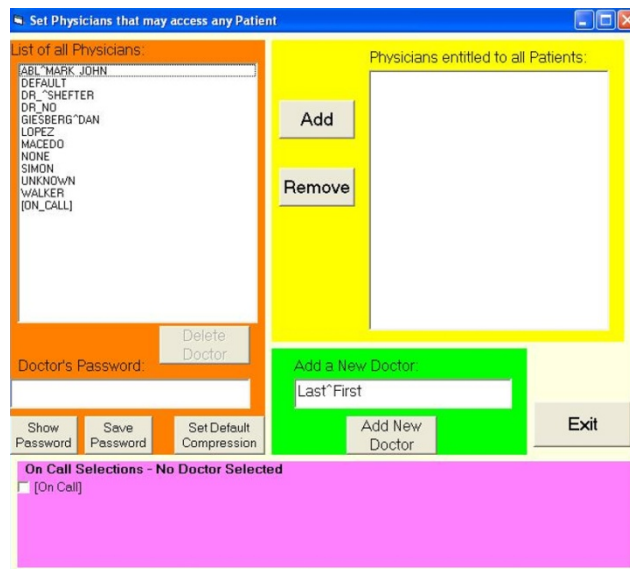 Set Physicians that may access any Patient
List of all Physicians:
ABL^MARK JOHN
DEFAULT
DR_^SHEFTER
DR_NO
GIESBERG^DAN
LOPEZ
MACEDO
NONE
SIMON
UNKNOWN
WALKER
[ON_CALL]
Delete
Doctor
Doctor's Password:
Show
Password
Save
Password
Set Default
Compression
Physicians entitled to all Patients:
Add
Remove
Add a New Doctor:
Last^First
Add New
Doctor
Exit
On Call Selections - No Doctor Selected
[On Call]